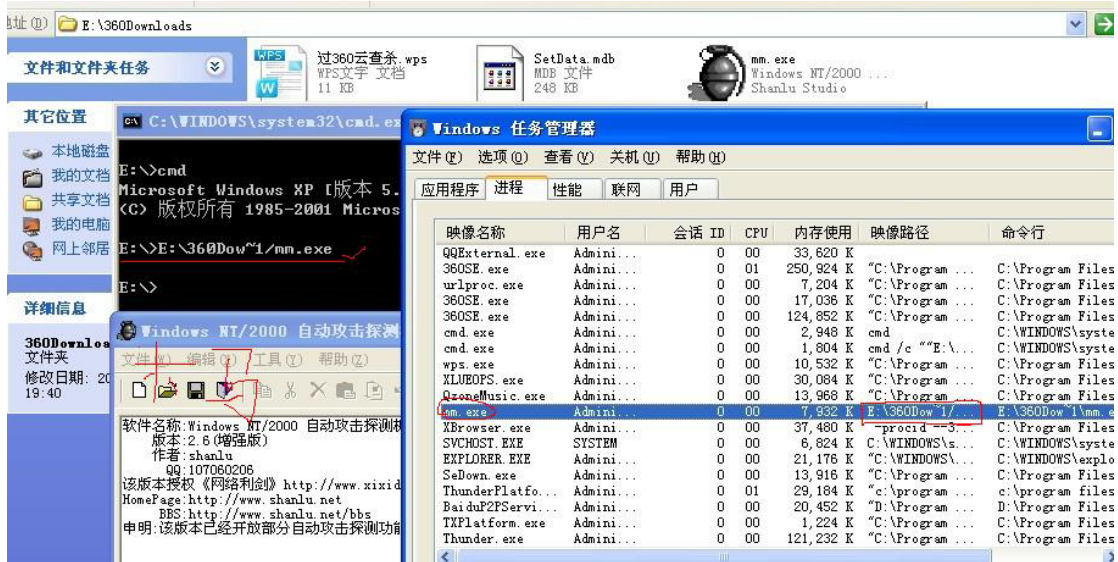 址(D) E:\360Downloads
文件和文件夹任务
过360云查杀.wps
WPS文字 文档
11 KB
SetData.mdb
MDB 文件
248 KB
mm.exe
Windows NT/2000 ...
Shanlu Studio
其它位置
本地磁盘
我的文档
共享文档
我的电脑
网上邻居
详细信息
360Downloa
文件夹
修改日期: 20
19:40
C:\WINDOWS\system32\cmd.ex
E:\>cmd
Microsoft Windows XP [版本 5.
(C) 版权所有 1985-2001 Micros
E:\>E:\360Dow~1/mm.exe
E:\>
Windows NT/2000 自动攻击探测
文件(W) 编辑 工具(Y) 帮助(Z)
软件名称:Windows NT/2000 自动攻击探测机
版本:2.6(增强版)
作者:shanlu
QQ:107060206
该版本授权《网络利剑》http://www.xixid
HomePage:http://www.shanlu.net
BBS:http://www.shanlu.net/bbs
申明:该版本已经开放部分自动攻击探测功能
Windows 任务管理器
文件(F) 选项(O) 查看(V) 关机(U) 帮助(H)
应用程序 进程 性能 联网 用户
映像名称 用户名 会话 ID CPU 内存使用 映像路径 命令行
QQExternal.exe Admini... 0 00 33,620 K
360SE.exe Admini... 0 01 250,924 K "C:\Program ... C:\Program Files
urlproc.exe Admini... 0 00 7,204 K "C:\Program ... C:\Program Files
360SE.exe Admini... 0 00 17,036 K "C:\Program ... C:\Program Files
360SE.exe Admini... 0 00 124,852 K "C:\Program ... C:\Program Files
cmd.exe Admini... 0 00 2,948 K cmd C:\WINDOWS\syste
cmd.exe Admini... 0 00 1,804 K cmd /c ""E:\... C:\WINDOWS\syste
wps.exe Admini... 0 00 10,532 K "C:\Program ... C:\Program Files
XLUEOPS.exe Admini... 0 00 30,084 K "C:\Program ... C:\Program Files
QzoneMusic.exe Admini... 0 00 13,968 K "C:\Program ... C:\Program Files
mm.exe Admini... 0 00 7,932 K E:\360Dow~1/... E:\360Dow~1\mm.e
XBrowser.exe Admini... 0 00 37,480 K -procid --3... C:\Program Files
SVCHOST.EXE SYSTEM 0 00 6,824 K C:\WINDOWS\s... C:\WINDOWS\syste
EXPLORER.EXE Admini... 0 00 21,176 K "C:\WINDOWS\... C:\WINDOWS\explo
SeDown.exe Admini... 0 00 13,916 K "C:\Program ... C:\Program Files
ThunderPlatfo... Admini... 0 01 29,184 K "c:\program ... c:\program files
BaiduP2PServi... Admini... 0 00 20,452 K "D:\Program ... D:\Program Files
TXPlatform.exe Admini... 0 00 1,224 K "C:\Program ... C:\Program Files
Thunder.exe Admini... 0 00 121,232 K "C:\Program ... C:\Program Files